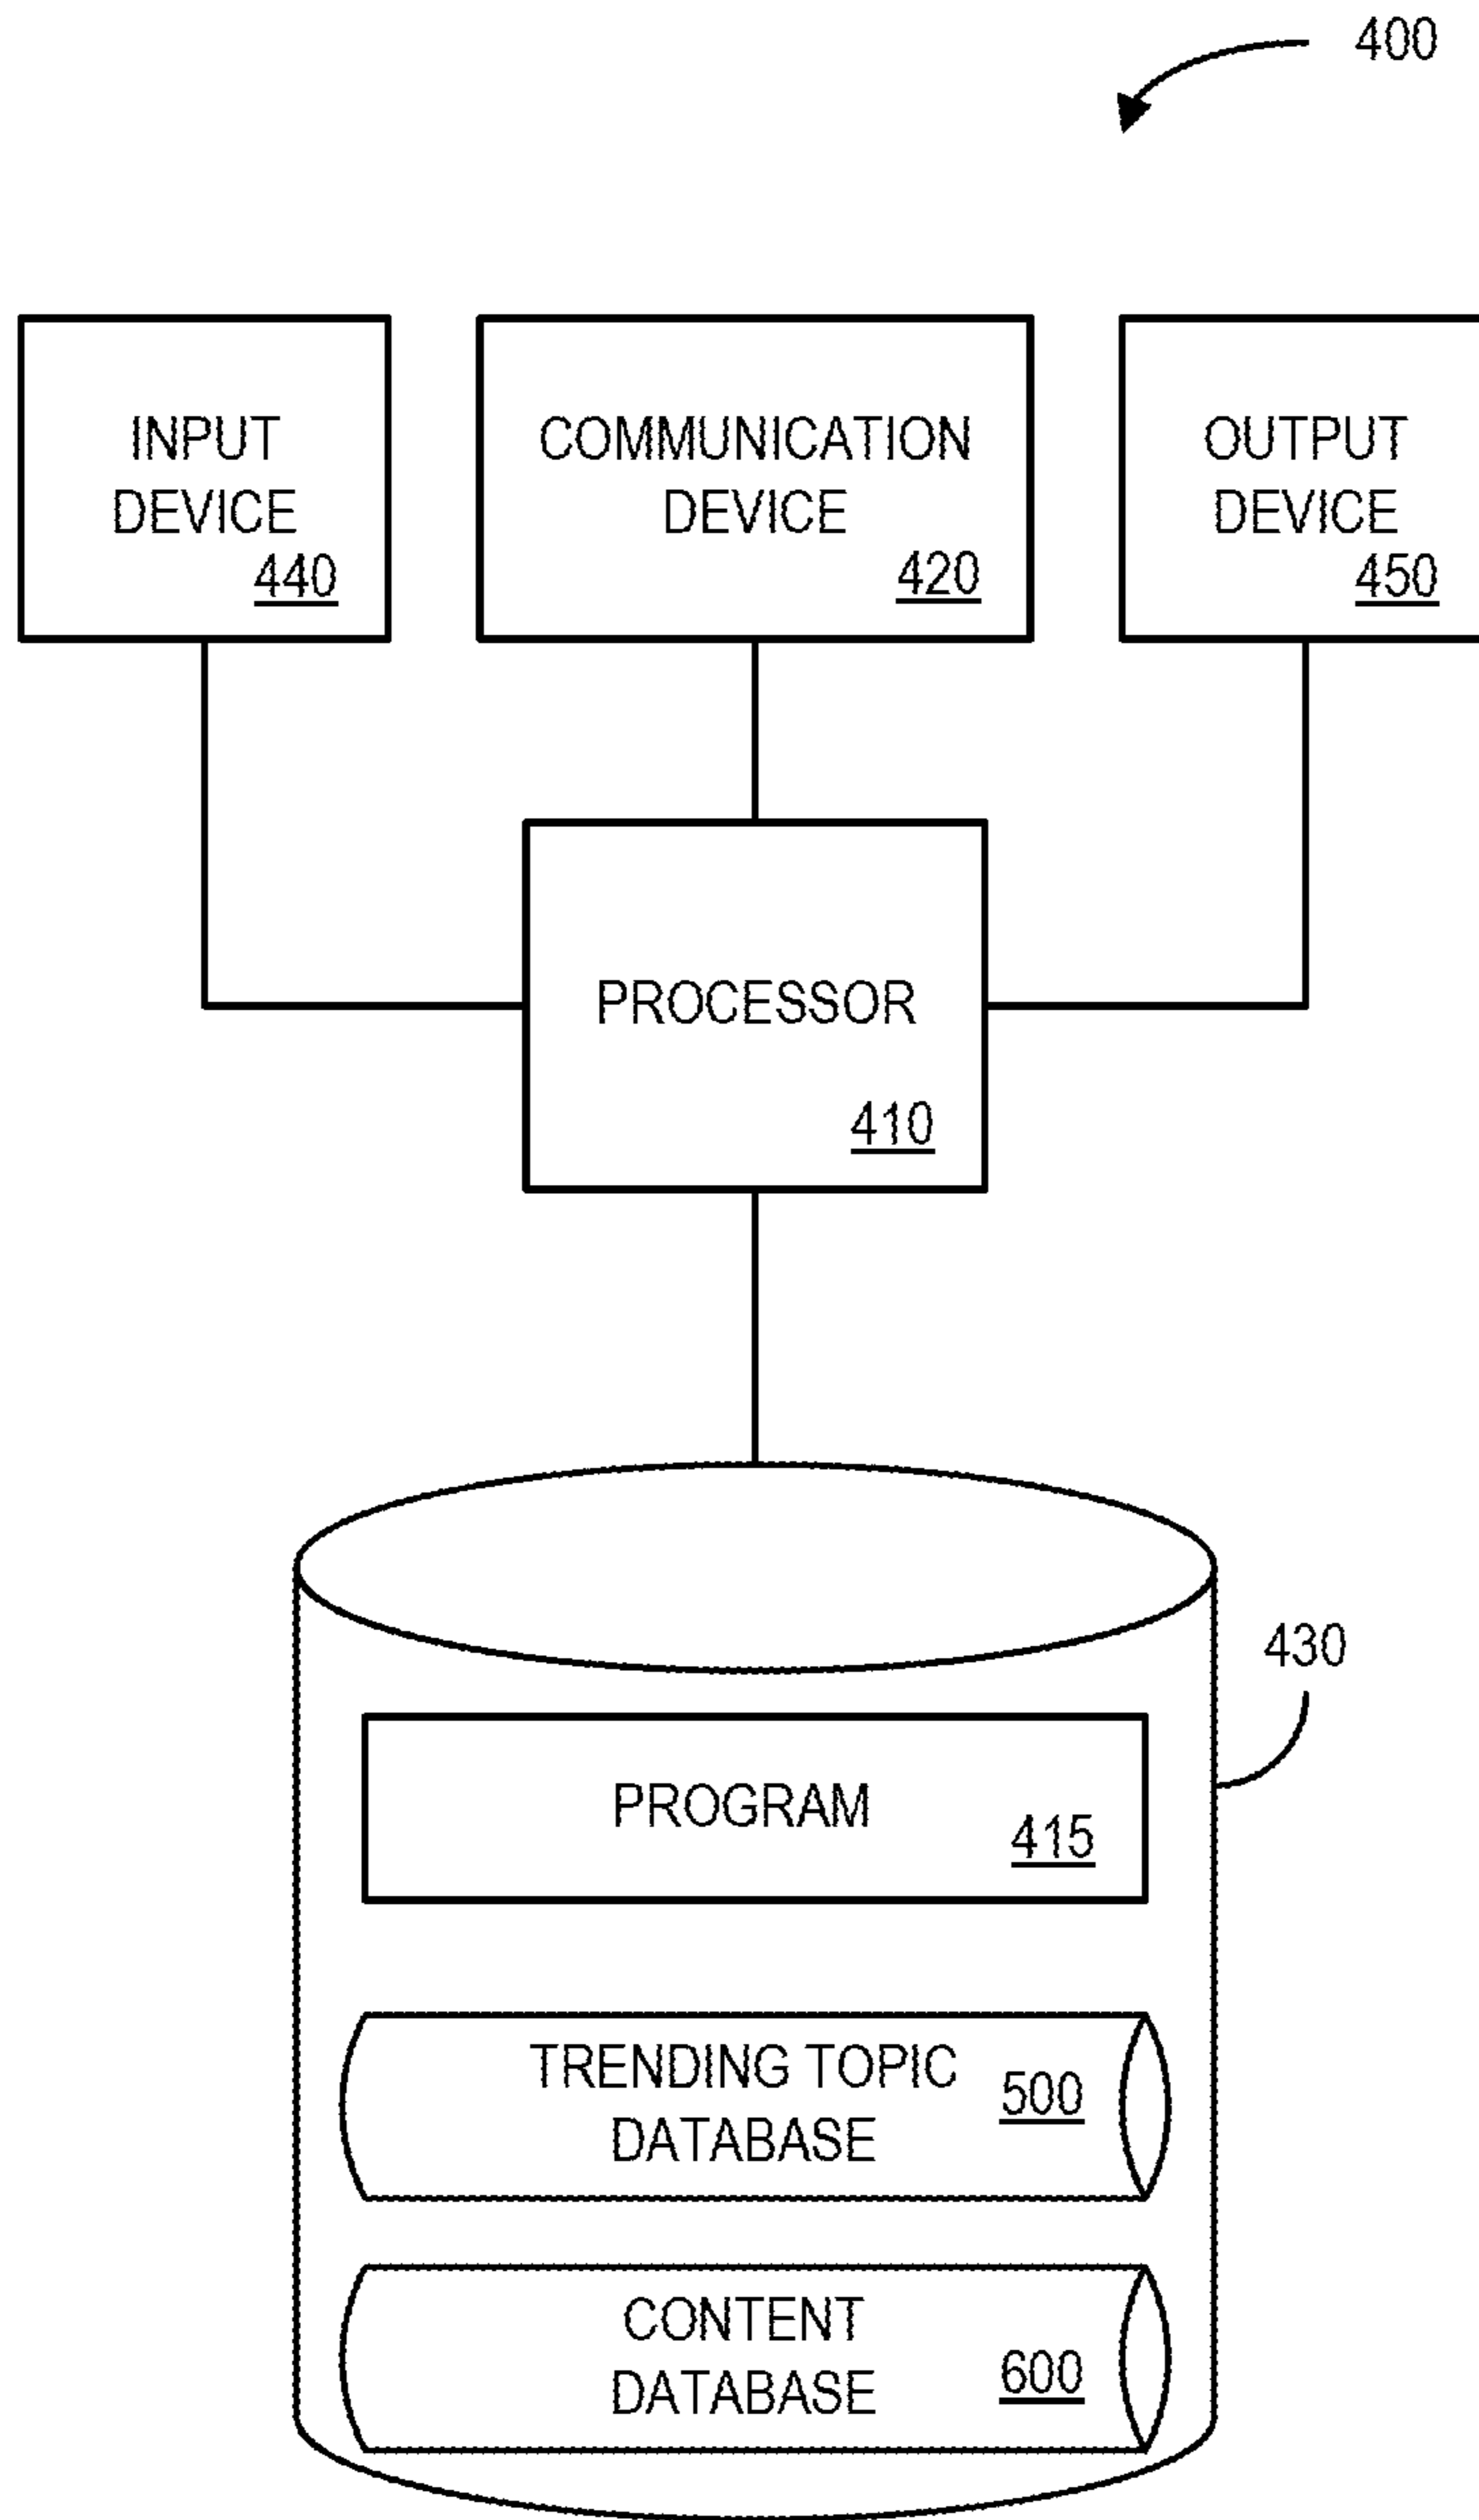 400
INPUT
DEVICE
440
COMMUNICATION
DEVICE
420
OUTPUT
DEVICE
450
PROCESSOR
410
430
PROGRAM
415
TRENDING TOPIC
DATABASE
500
CONTENT
DATABASE
600